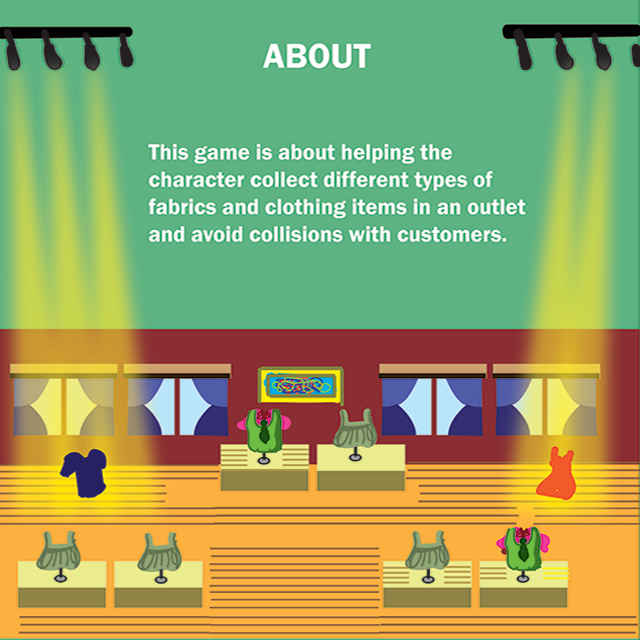 ABOUT
This game is about helping the
character collect different types of
fabrics and clothing items in an outlet
and avoid collisions with customers.